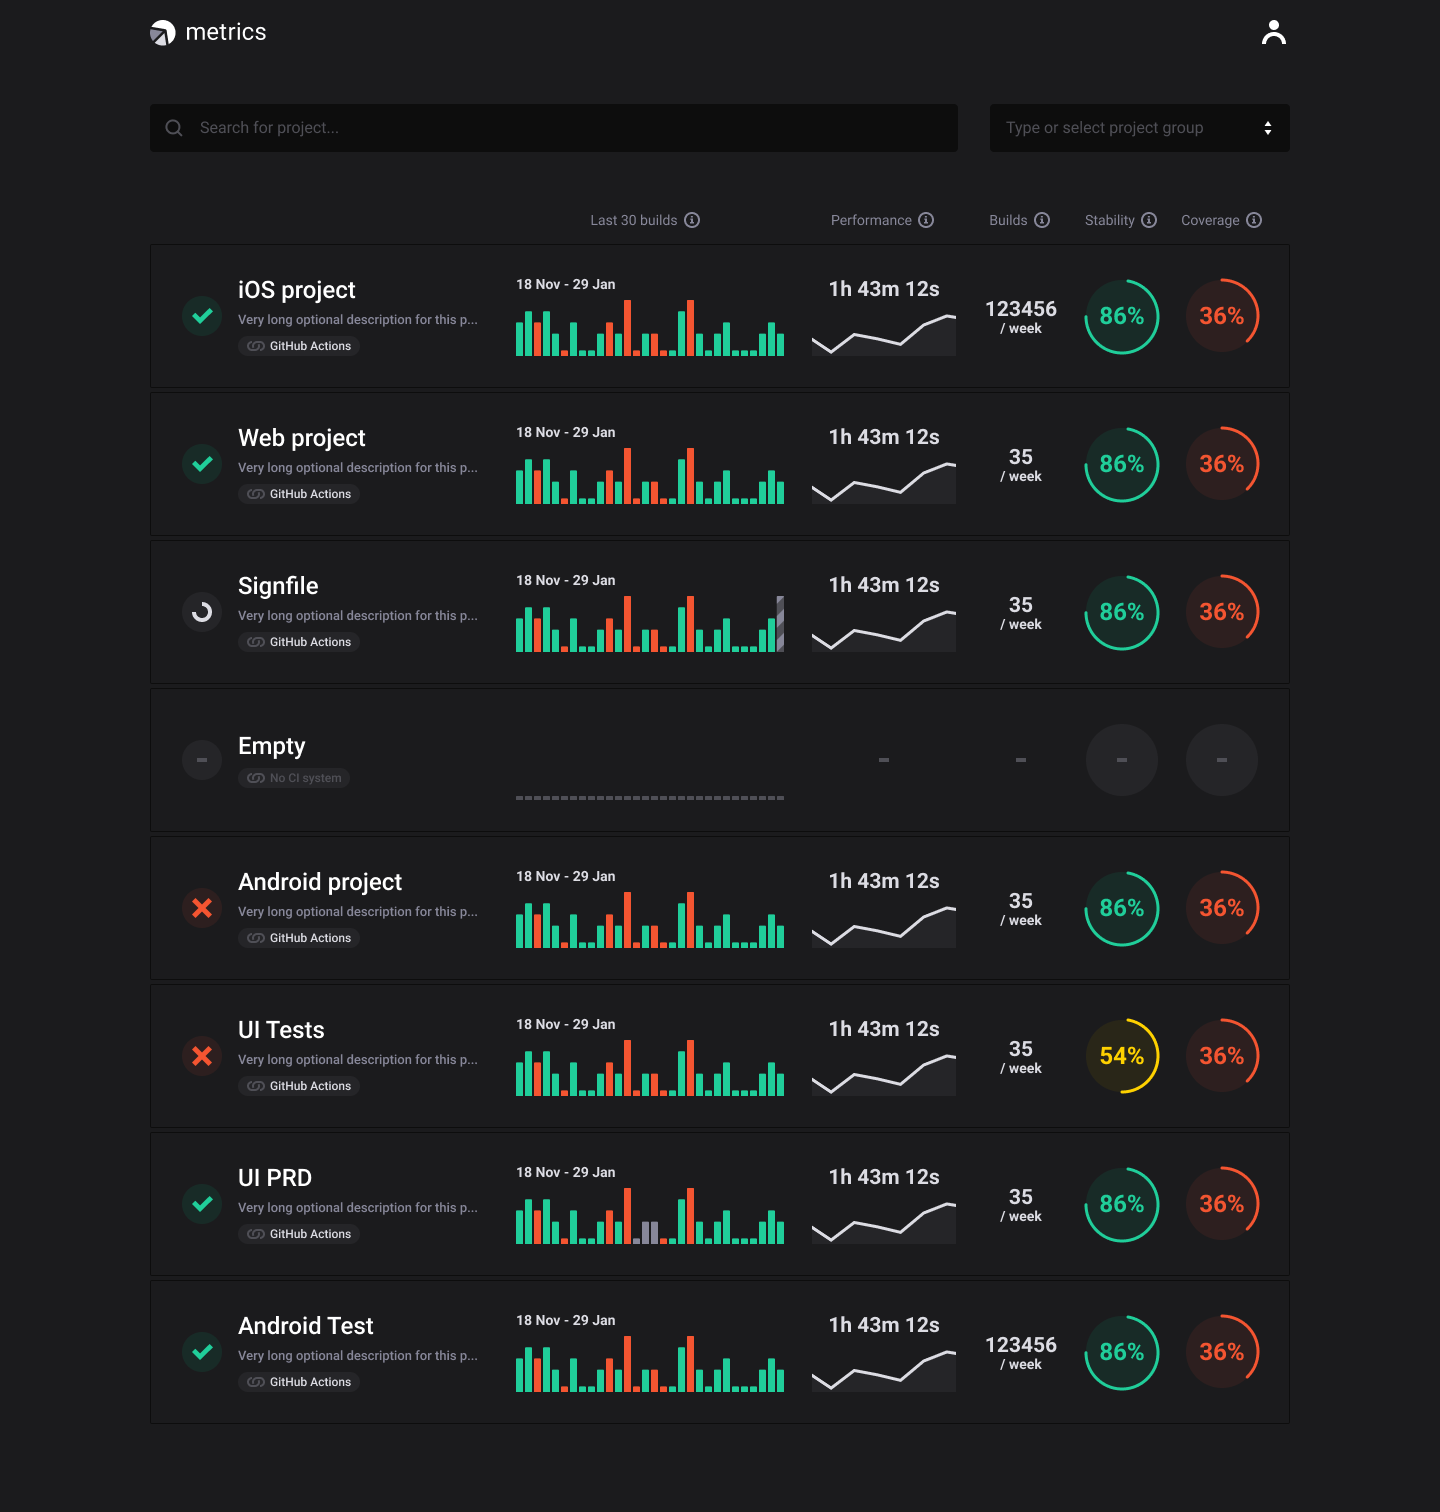 metrics
Search for project...
Type or select project group
Last 30 builds
Performance
Builds
Stability
Coverage
iOS project
Very long optional description for this p...
GitHub Actions
18 Nov - 29 Jan
1h 43m 12s
123456
/ week
86%
36%
Web project
Very long optional description for this p...
GitHub Actions
18 Nov - 29 Jan
1h 43m 12s
35
/ week
86%
36%
Signfile
Very long optional description for this p...
GitHub Actions
18 Nov - 29 Jan
1h 43m 12s
35
/ week
86%
36%
Empty
No CI system
-
-
-
-
Android project
Very long optional description for this p...
GitHub Actions
18 Nov - 29 Jan
1h 43m 12s
35
/ week
86%
36%
UI Tests
Very long optional description for this p...
GitHub Actions
18 Nov - 29 Jan
1h 43m 12s
35
/ week
54%
36%
UI PRD
Very long optional description for this p...
GitHub Actions
18 Nov - 29 Jan
1h 43m 12s
35
/ week
86%
36%
Android Test
Very long optional description for this p...
GitHub Actions
18 Nov - 29 Jan
1h 43m 12s
123456
/ week
86%
36%